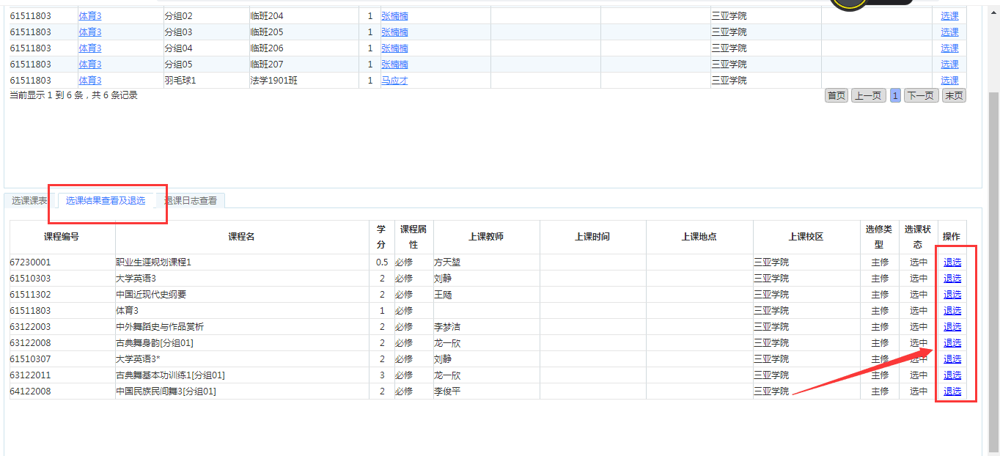 61511803 体育3 分组02 临班204 1 张楠楠 三亚学院 选课
61511803 体育3 分组03 临班205 1 张楠楠 三亚学院 选课
61511803 体育3 分组04 临班206 1 张楠楠 三亚学院 选课
61511803 体育3 分组05 临班207 1 张楠楠 三亚学院 选课
61511803 体育3 羽毛球1 法学1901班 1 马应才 三亚学院 选课
当前显示 1 到 6 条，共 6 条记录 首页 上一页 1 下一页 末页
选课课表 选课结果查看及退选 退课日志查看
课程编号 课程名 学分 课程属性 上课教师 上课时间 上课地点 上课校区 选修类型 选课状态 操作
67230001 职业生涯规划课程1 0.5 必修 方天堃 三亚学院 主修 选中 退选
61510303 大学英语3 2 必修 刘静 三亚学院 主修 选中 退选
61511302 中国近现代史纲要 2 必修 王飚 三亚学院 主修 选中 退选
61511803 体育3 1 必修 三亚学院 主修 选中 退选
63122003 中外舞蹈史与作品赏析 2 必修 李梦洁 三亚学院 主修 选中 退选
63122008 古典舞身韵[分组01] 2 必修 龙一欣 三亚学院 主修 选中 退选
61510307 大学英语3* 2 必修 刘静 三亚学院 主修 选中 退选
63122011 古典舞基本功训练1[分组01] 3 必修 龙一欣 三亚学院 主修 选中 退选
64122008 中国民族民间舞3[分组01] 2 必修 李俊平 三亚学院 主修 选中 退选